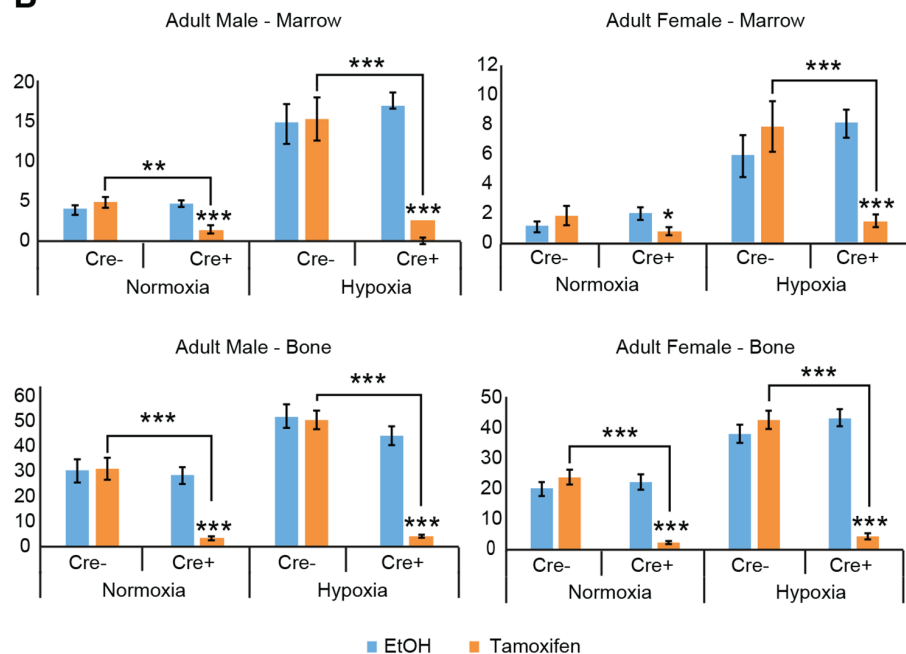 Adult Male - Marrow
20
15
10
5
0
**
***
***
***
Cre-
Cre+
Cre-
Cre+
Normoxia
Hypoxia
Adult Female - Marrow
12
10
8
6
4
2
0
*
***
***
Cre-
Cre+
Cre-
Cre+
Normoxia
Hypoxia
Adult Male - Bone
60
50
40
30
20
10
0
***
***
***
***
Cre-
Cre+
Cre-
Cre+
Normoxia
Hypoxia
Adult Female - Bone
50
40
30
20
10
0
***
***
***
***
Cre-
Cre+
Cre-
Cre+
Normoxia
Hypoxia
EtOH
Tamoxifen